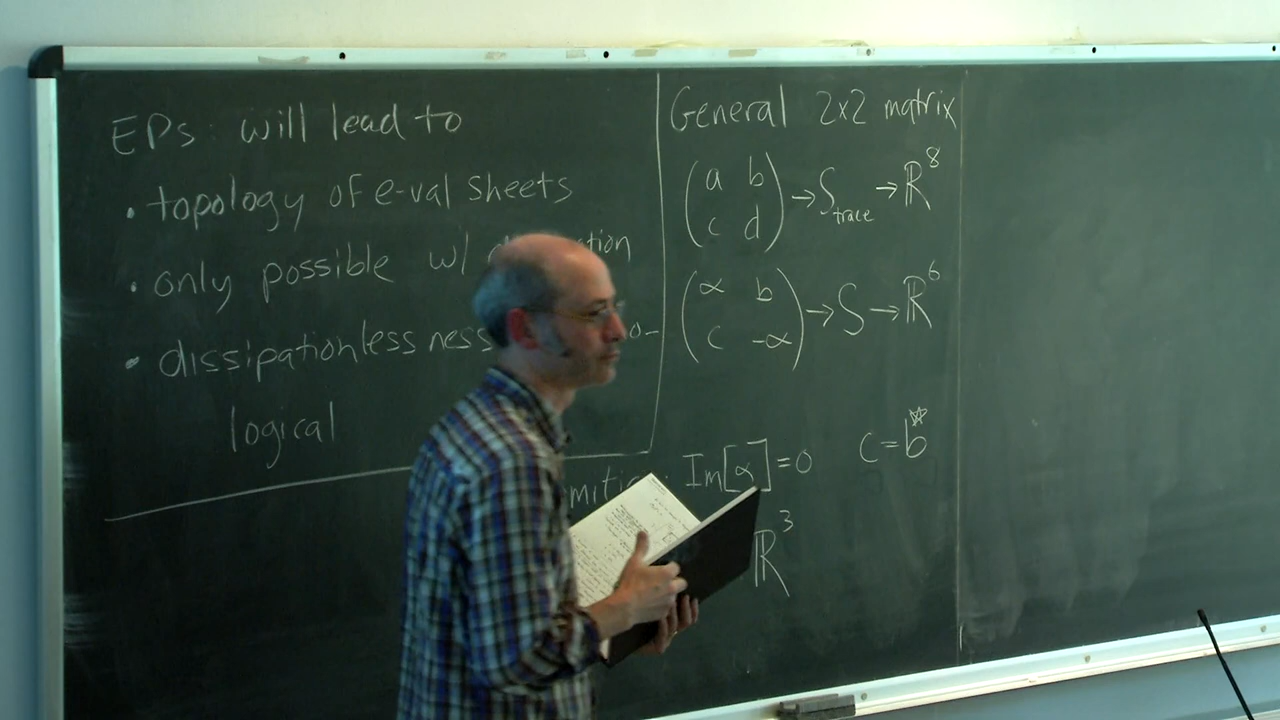 EPs: will lead to
• topology of e-val sheets
• only possible w/
• dissipationlessness o-
logical
General 2x2 matrix
(a b
c d) → S_trace → ℝ^8
(α b
c -α) → S → ℝ^6
Im[α] = 0 c = b*
ℝ^3